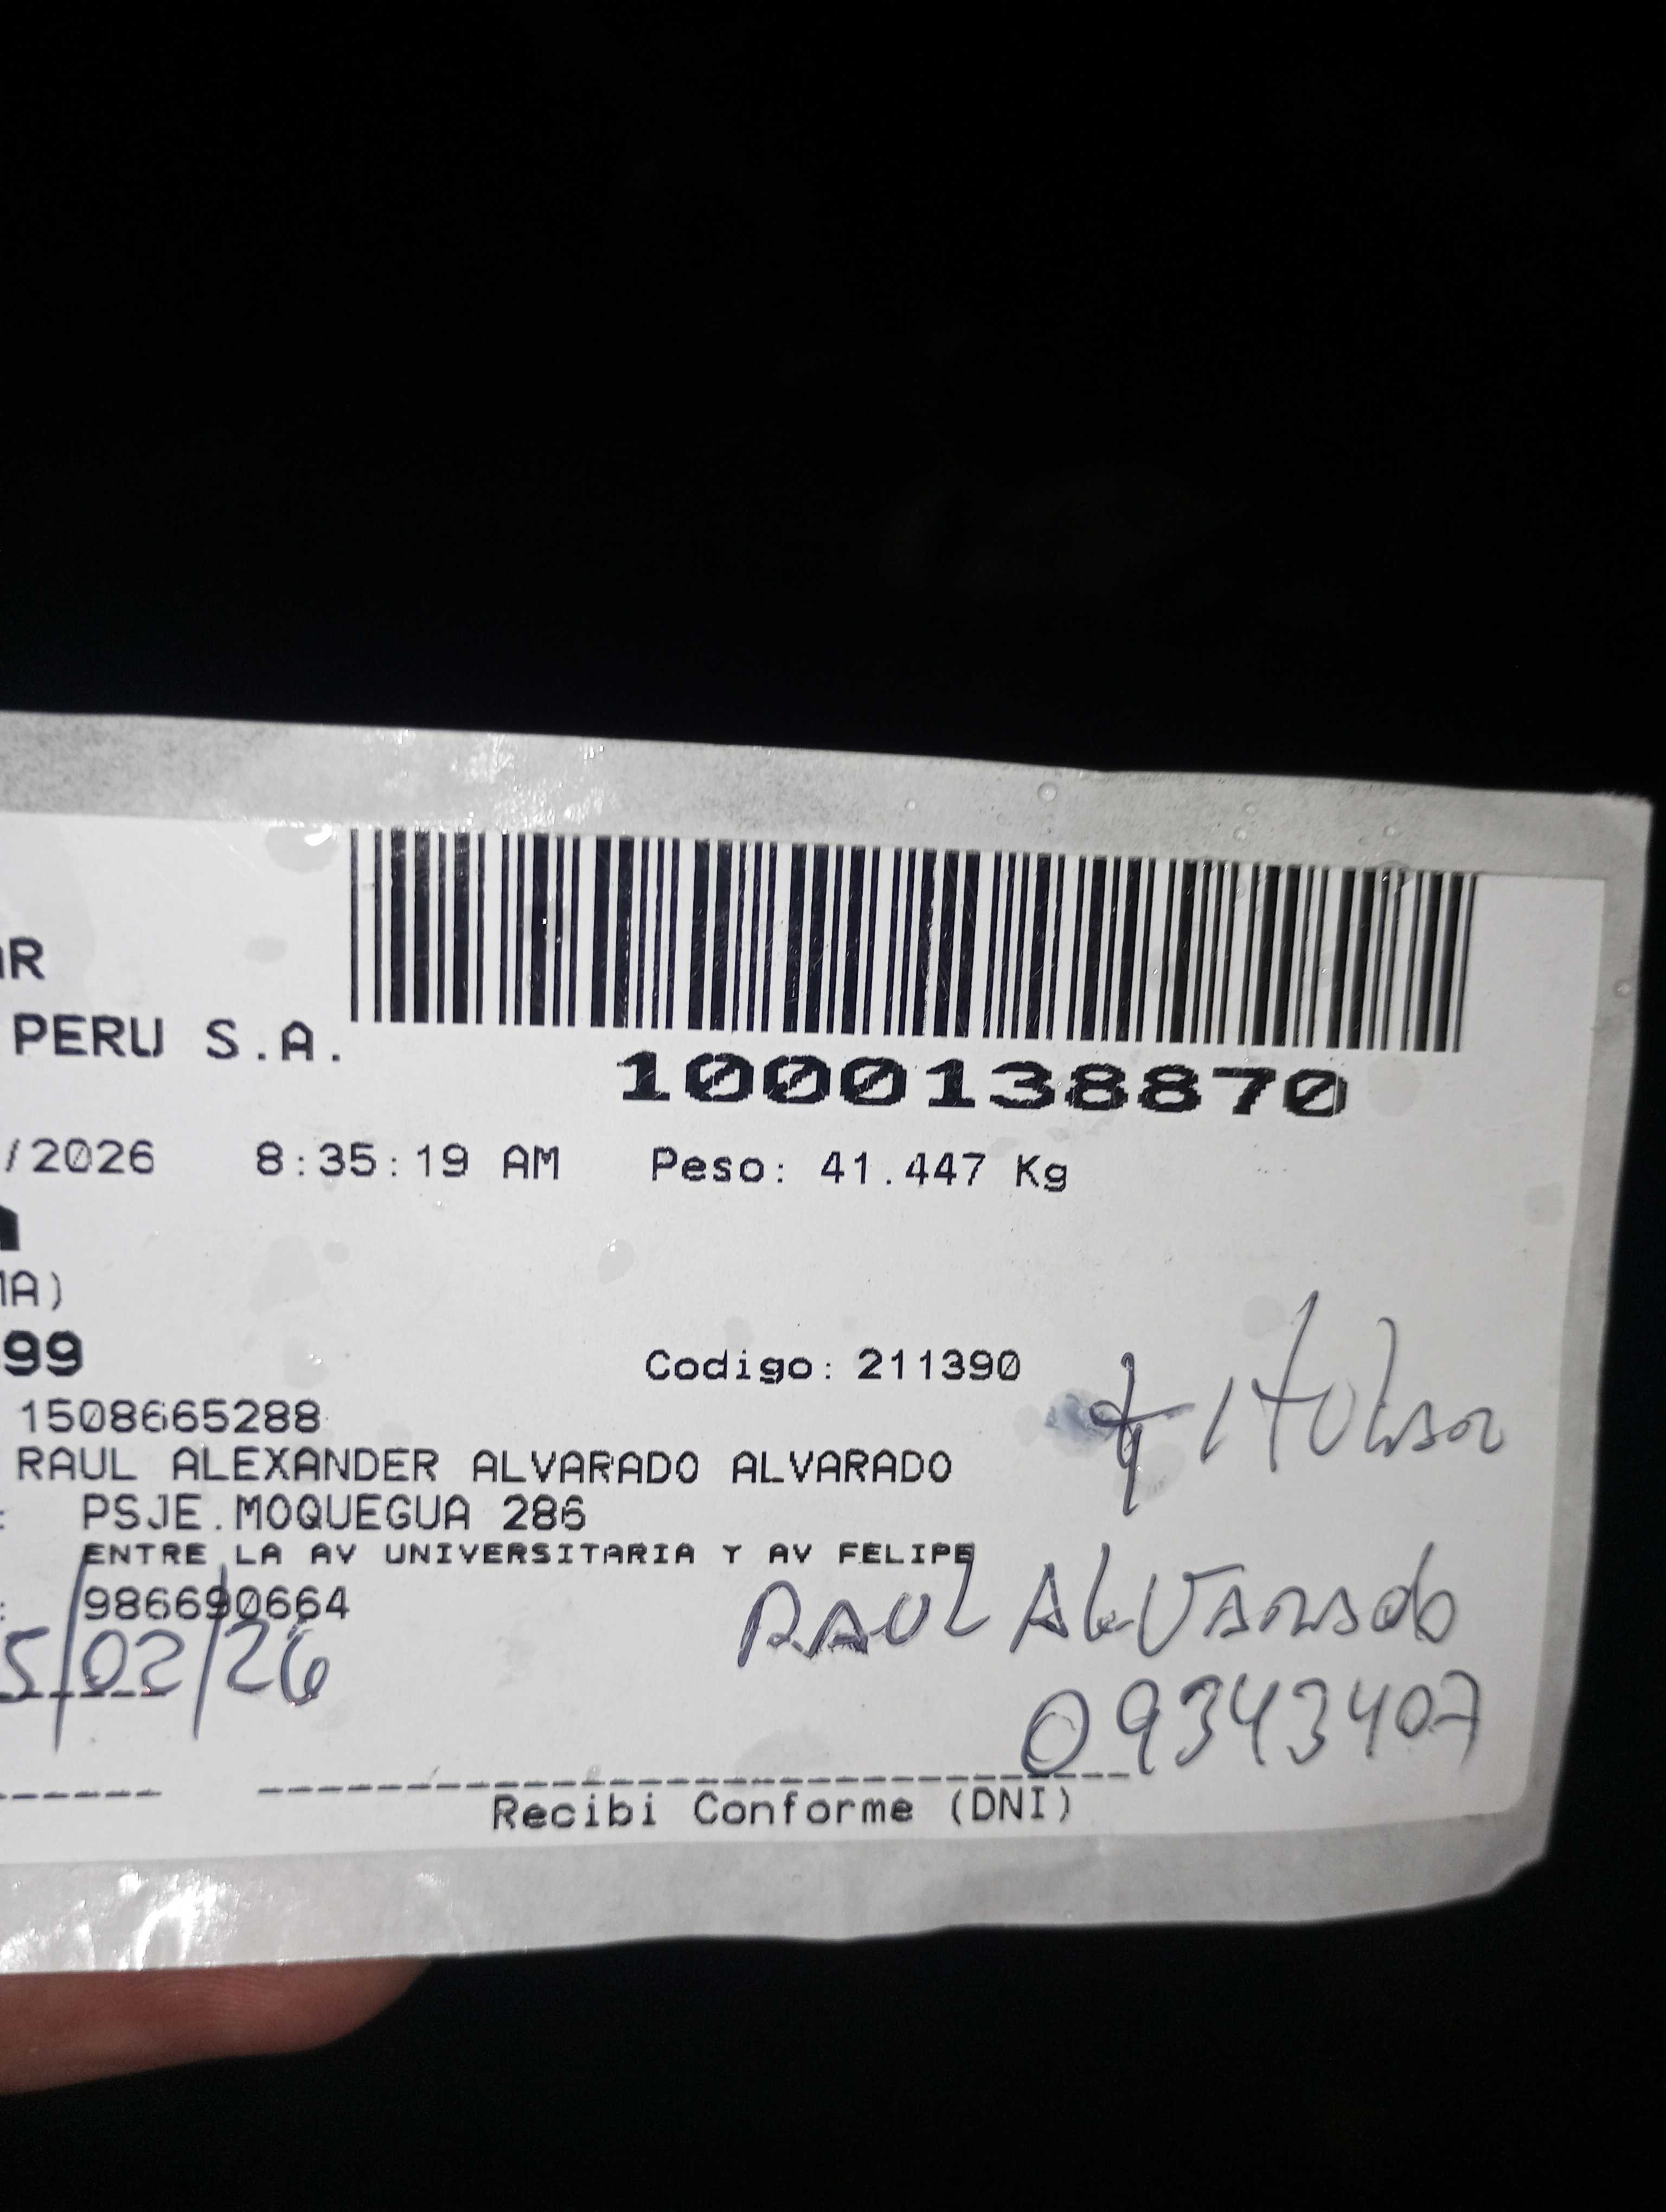 R
PERU S.A.
1000138870
/2026 8:35:19 AM Peso: 41.447 Kg
MA)
99
Codigo: 211390
1508665288
RAUL ALEXANDER ALVARADO ALVARADO
: PSJE.MOQUEGUA 286
ENTRE LA AV UNIVERSITARIA Y AV FELIPE
: 986690664
5/02/26
RAUL ALVARADO
09343407
Recibi Conforme (DNI)